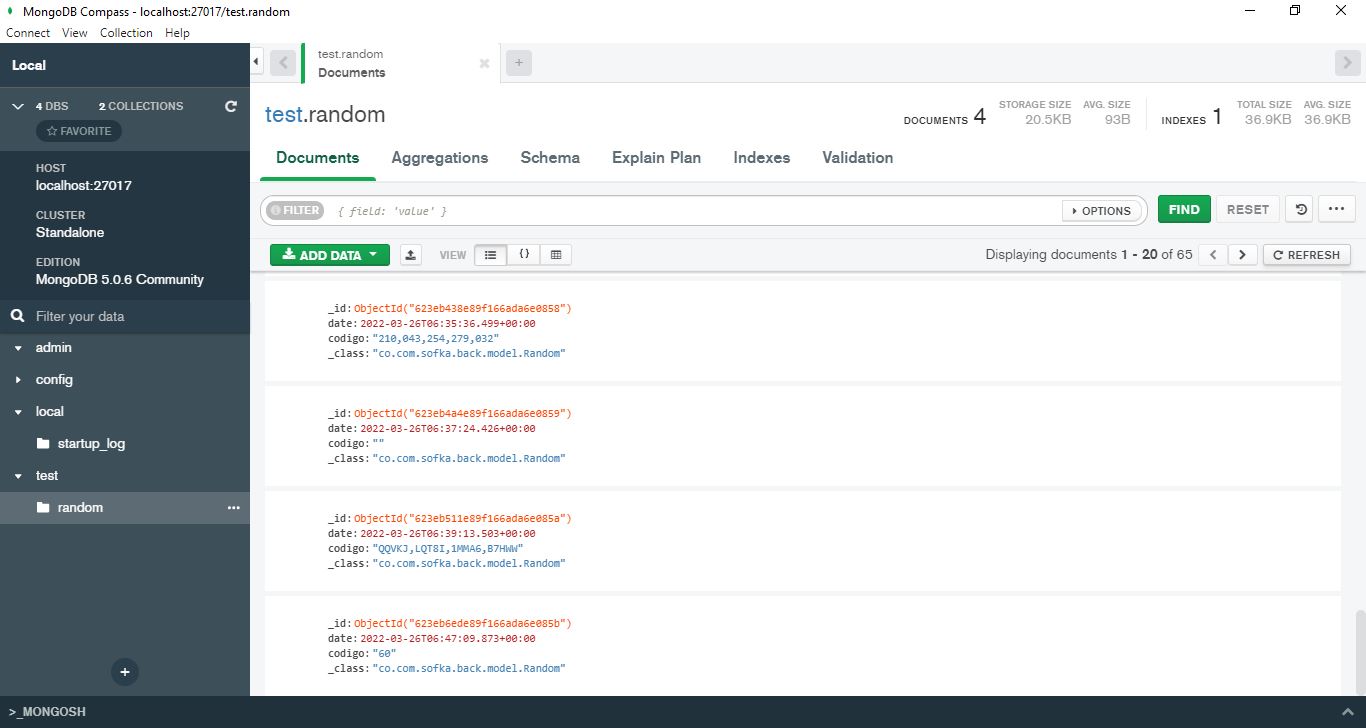 MongoDB Compass - localhost:27017/test.random
Connect View Collection Help
Local
4 DBS 2 COLLECTIONS
FAVORITE
HOST
localhost:27017
CLUSTER
Standalone
EDITION
MongoDB 5.0.6 Community
Filter your data
admin
config
local
startup_log
test
random
>_MONGOSH
test.random
Documents
test.random
DOCUMENTS 4
STORAGE SIZE
20.5KB
AVG. SIZE
93B
INDEXES 1
TOTAL SIZE
36.9KB
AVG. SIZE
36.9KB
Documents Aggregations Schema Explain Plan Indexes Validation
FILTER { field: 'value' } OPTIONS FIND RESET
ADD DATA VIEW {} Displaying documents 1 - 20 of 65 REFRESH
_id: ObjectId("623eb438e89f166ada6e0858")
date: 2022-03-26T06:35:36.499+00:00
codigo: "210,043,254,279,032"
_class: "co.com.sofka.back.model.Random"
_id: ObjectId("623eb4a4e89f166ada6e0859")
date: 2022-03-26T06:37:24.426+00:00
codigo: ""
_class: "co.com.sofka.back.model.Random"
_id: ObjectId("623eb511e89f166ada6e085a")
date: 2022-03-26T06:39:13.503+00:00
codigo: "QQVKJ,LQT8I,1MMA6,B7HWW"
_class: "co.com.sofka.back.model.Random"
_id: ObjectId("623eb6ede89f166ada6e085b")
date: 2022-03-26T06:47:09.873+00:00
codigo: "60"
_class: "co.com.sofka.back.model.Random"